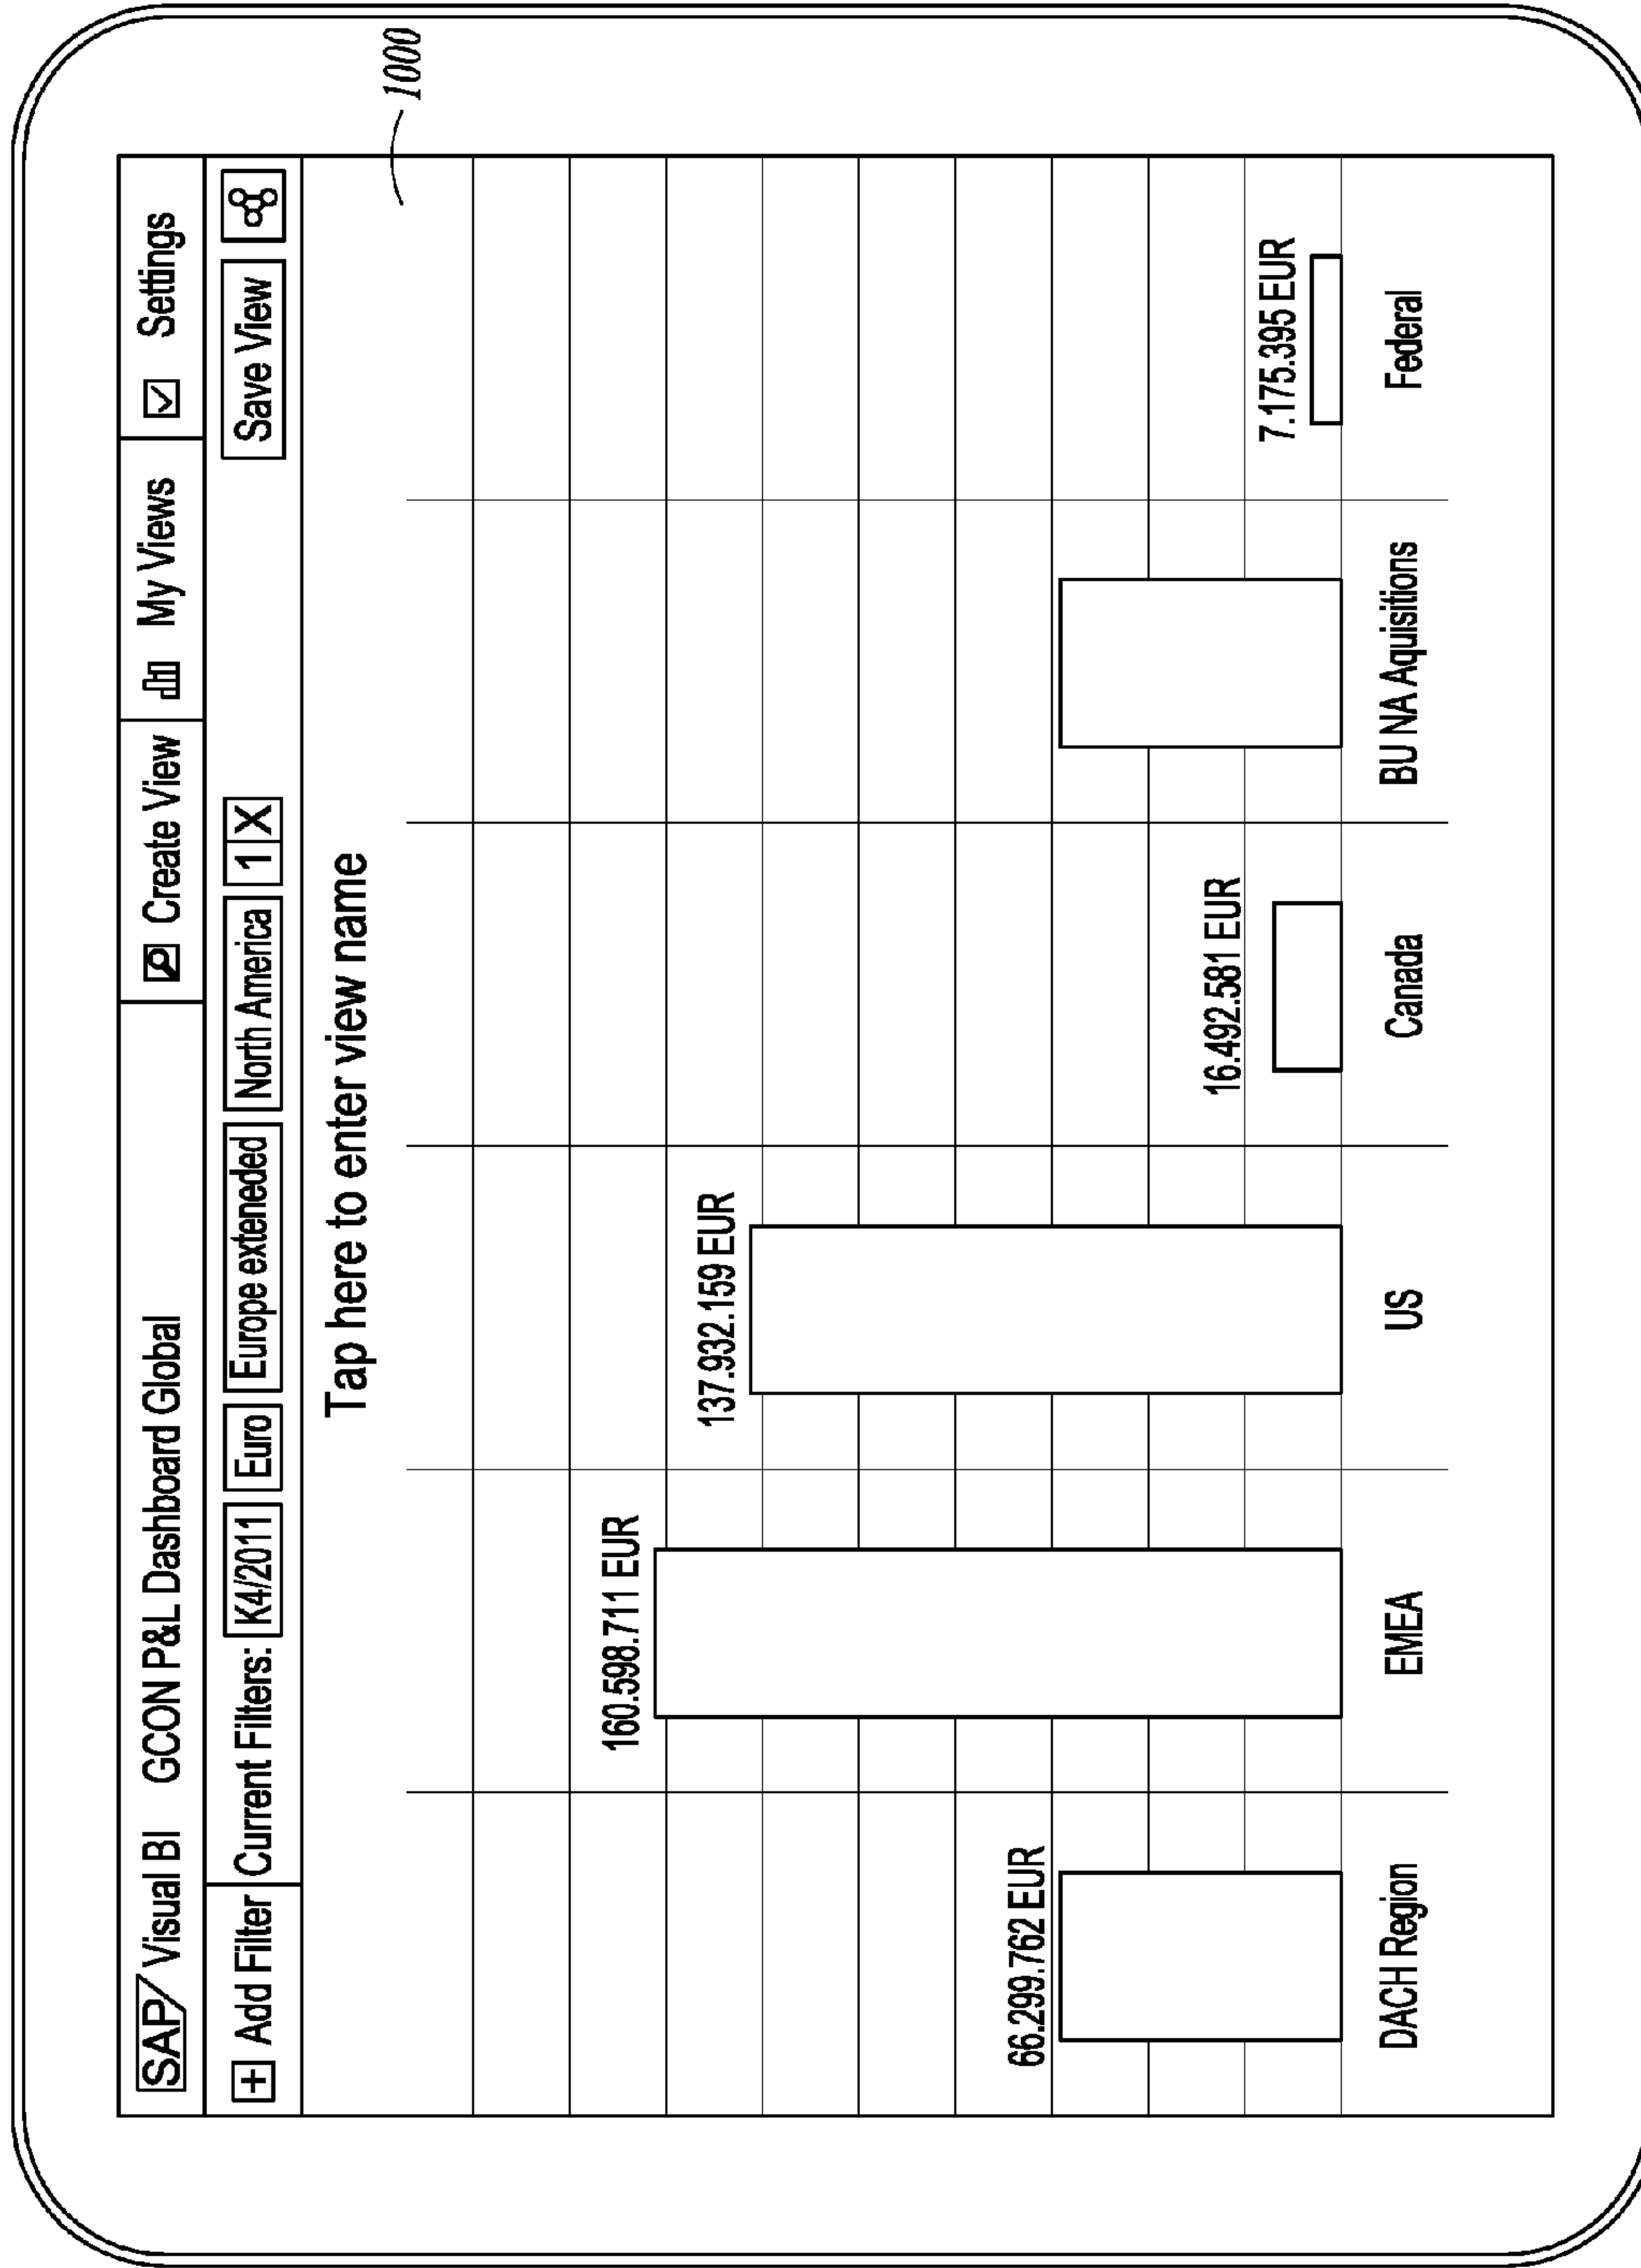 SAP Visual BI GCON P&L Dashboard Global Create View My Views Settings
+ Add Filter Current Filters: K4/2011 Euro Europe exteneded North America 1 X Save View
Tap here to enter view name
1000
160.598.711 EUR
137.932.159 EUR
66.299.762 EUR
16.492.581 EUR
7.175.395 EUR
DACH Region EMEA US Canada BU NA Aquisitions Federal